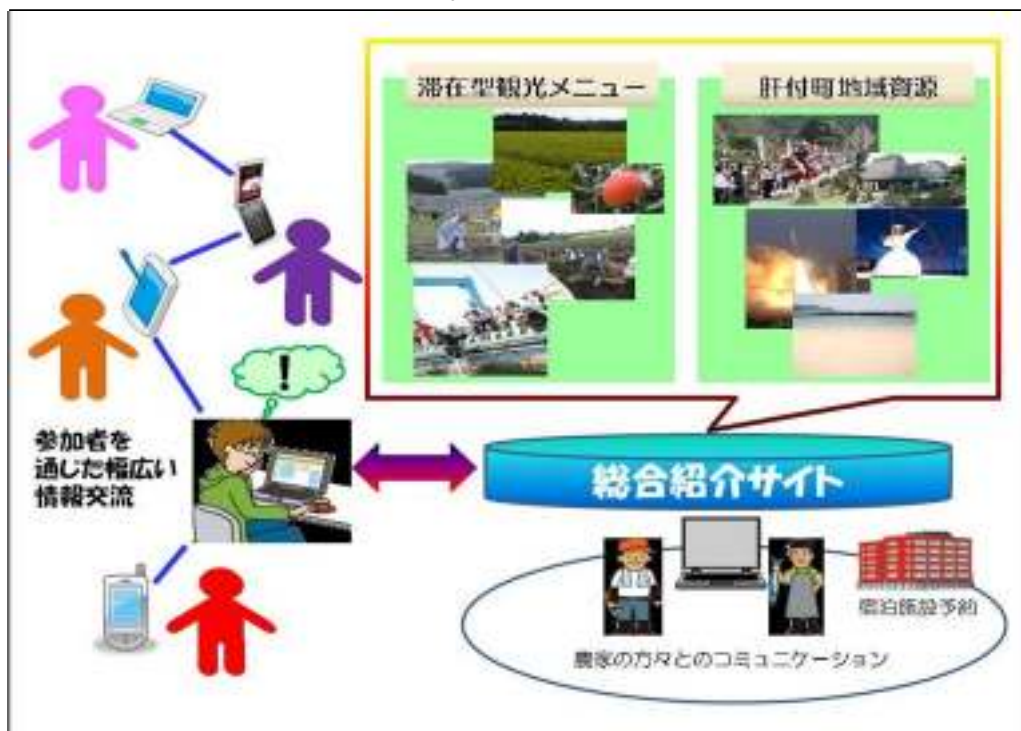 滞在型観光メニュー
肝付町地域資源
!
参加者を
通じた幅広い
情報交流
総合紹介サイト
宿泊施設予約
農家の方々とのコミュニケーション